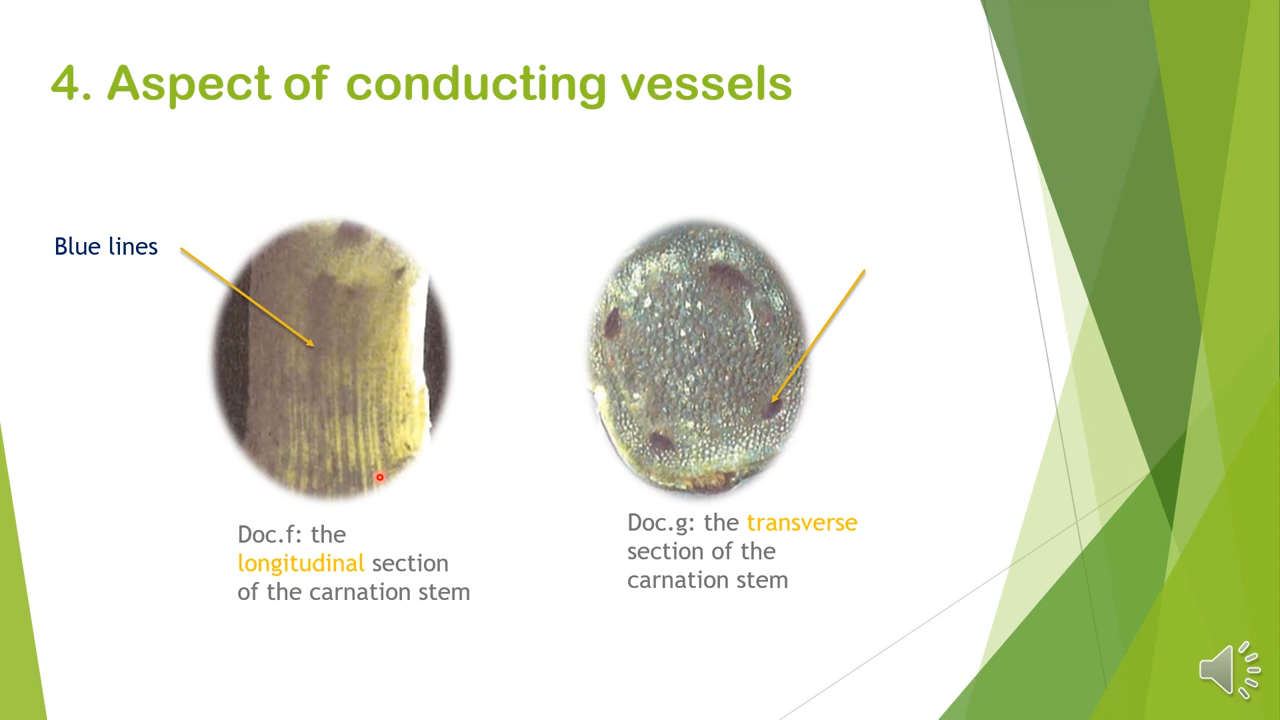 4. Aspect of conducting vessels
Blue lines
Doc.f: the
longitudinal section
of the carnation stem
Doc.g: the transverse
section of the
carnation stem